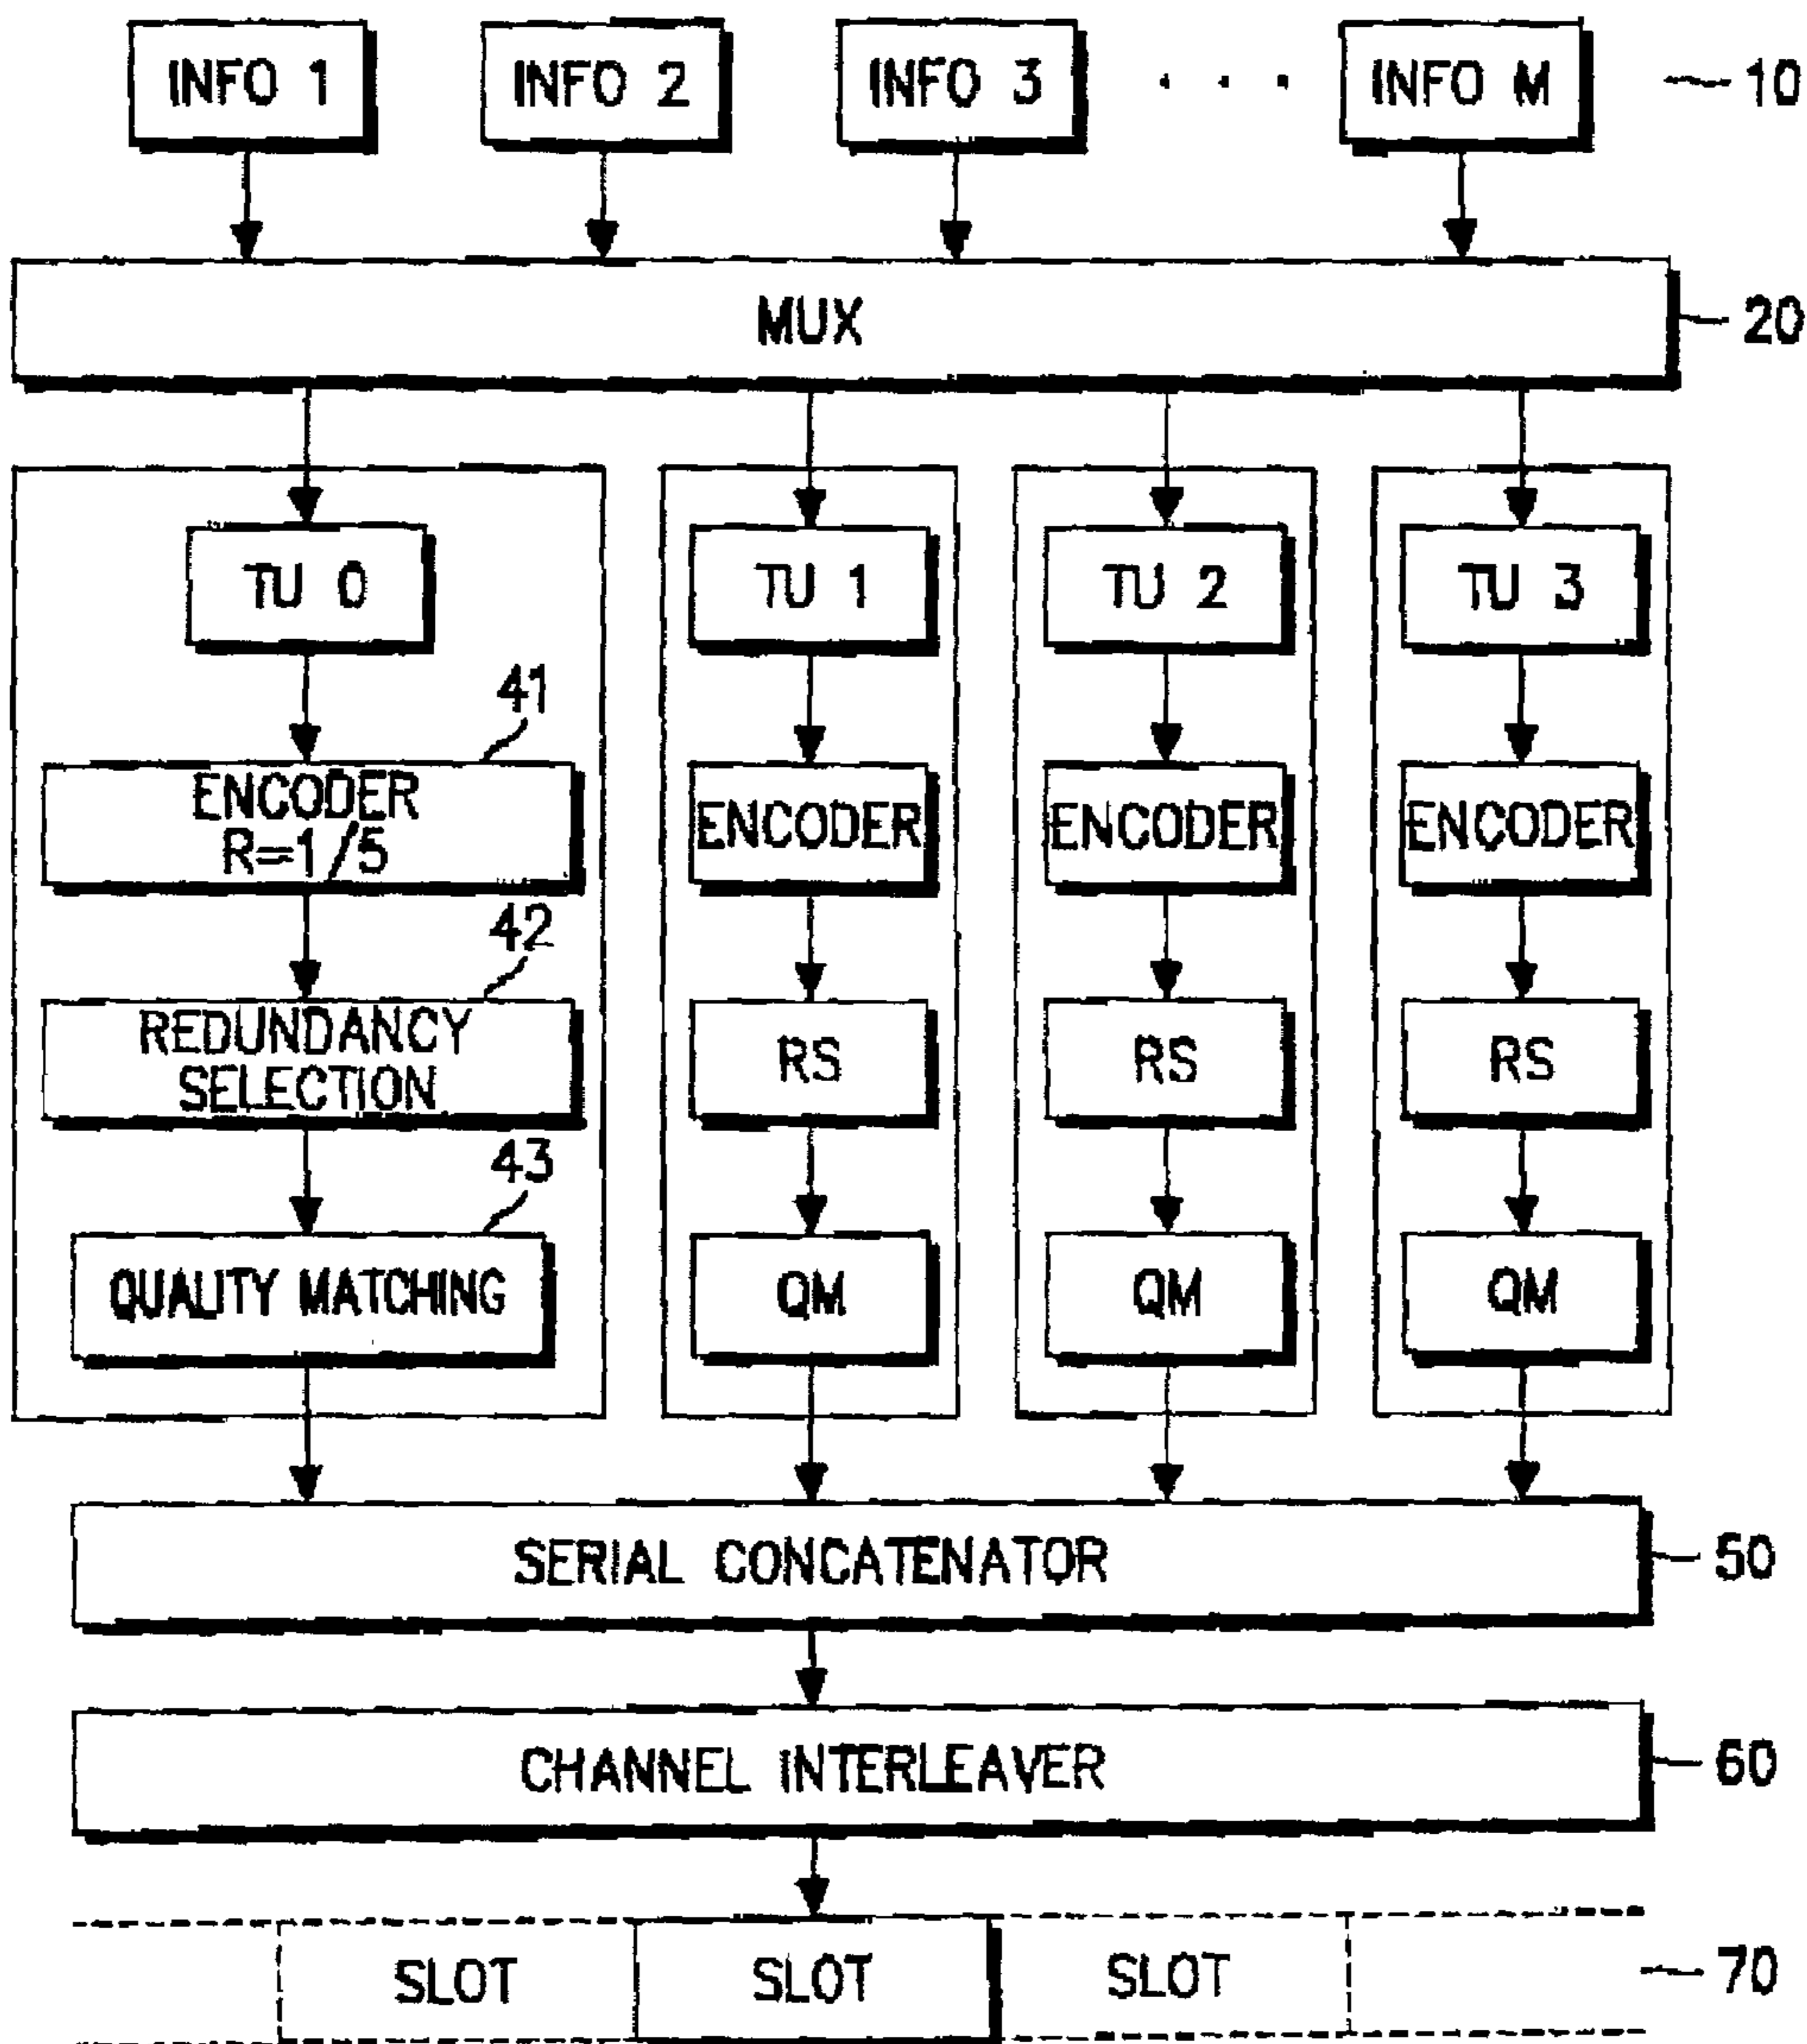 INFO 1
INFO 2
INFO 3
. . .
INFO M
10
MUX
20
TU 0
TU 1
TU 2
TU 3
41
ENCODER
R=1/5
ENCODER
ENCODER
ENCODER
42
REDUNDANCY
SELECTION
RS
RS
RS
43
QUALITY MATCHING
QM
QM
QM
SERIAL CONCATENATOR
50
CHANNEL INTERLEAVER
60
SLOT
SLOT
SLOT
70